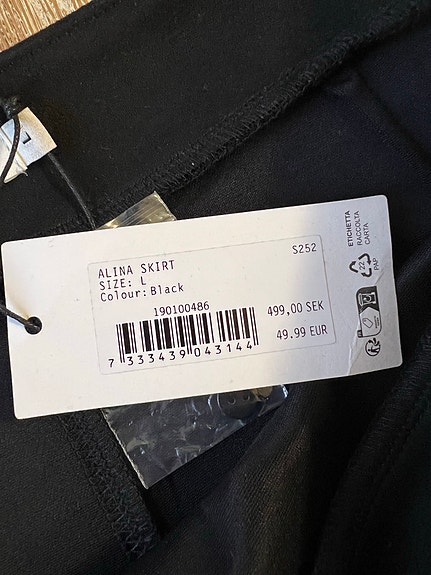 L
S252
ALINA SKIRT
SIZE: L
Colour: Black
190100486
499,00 SEK
7 333439 043144
49.99 EUR
ETICHETTA
RACCOLTA
CARTA
22
PAP